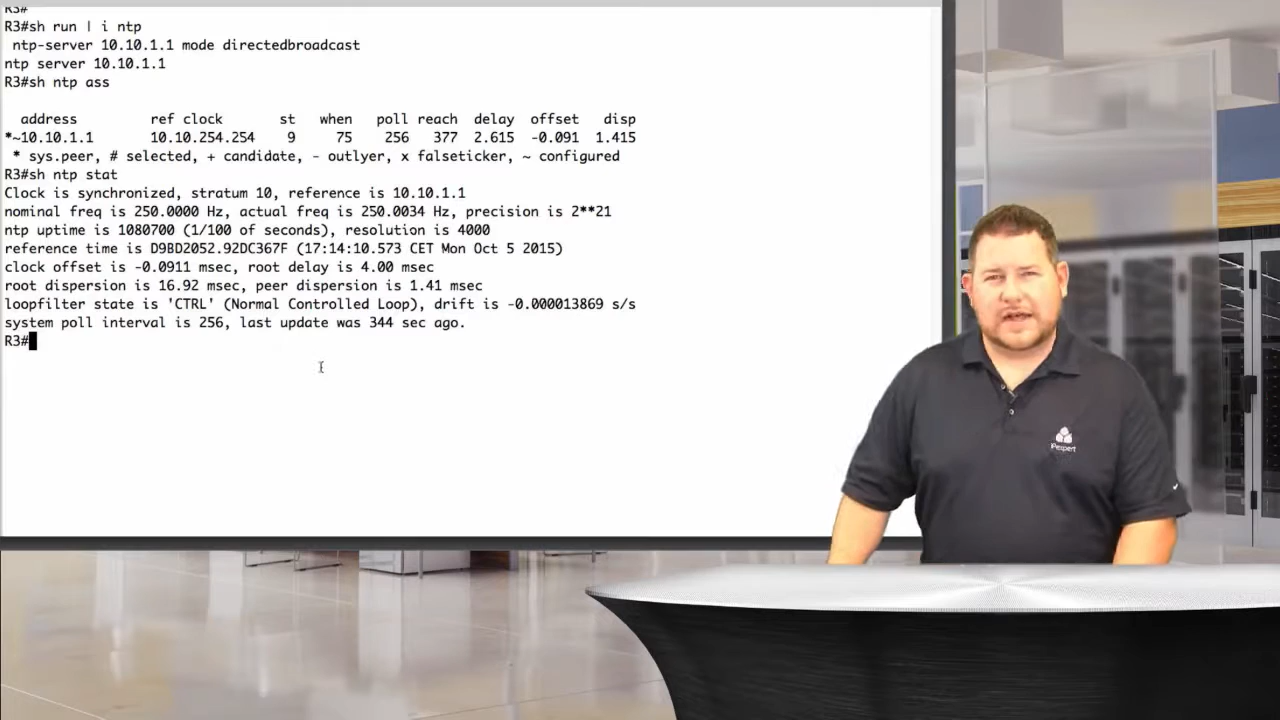 R3#
R3#sh run | i ntp
 ntp-server 10.10.1.1 mode directedbroadcast
ntp server 10.10.1.1
R3#sh ntp ass
  address         ref clock       st   when   poll reach  delay  offset   disp
*~10.10.1.1       10.10.254.254    9     75    256   377  2.615  -0.091  1.415
 * sys.peer, # selected, + candidate, - outlyer, x falseticker, ~ configured
R3#sh ntp stat
Clock is synchronized, stratum 10, reference is 10.10.1.1
nominal freq is 250.0000 Hz, actual freq is 250.0034 Hz, precision is 2**21
ntp uptime is 1080700 (1/100 of seconds), resolution is 4000
reference time is D9BD2052.92DC367F (17:14:10.573 CET Mon Oct 5 2015)
clock offset is -0.0911 msec, root delay is 4.00 msec
root dispersion is 16.92 msec, peer dispersion is 1.41 msec
loopfilter state is 'CTRL' (Normal Controlled Loop), drift is -0.000013869 s/s
system poll interval is 256, last update was 344 sec ago.
R3#
iPexpert